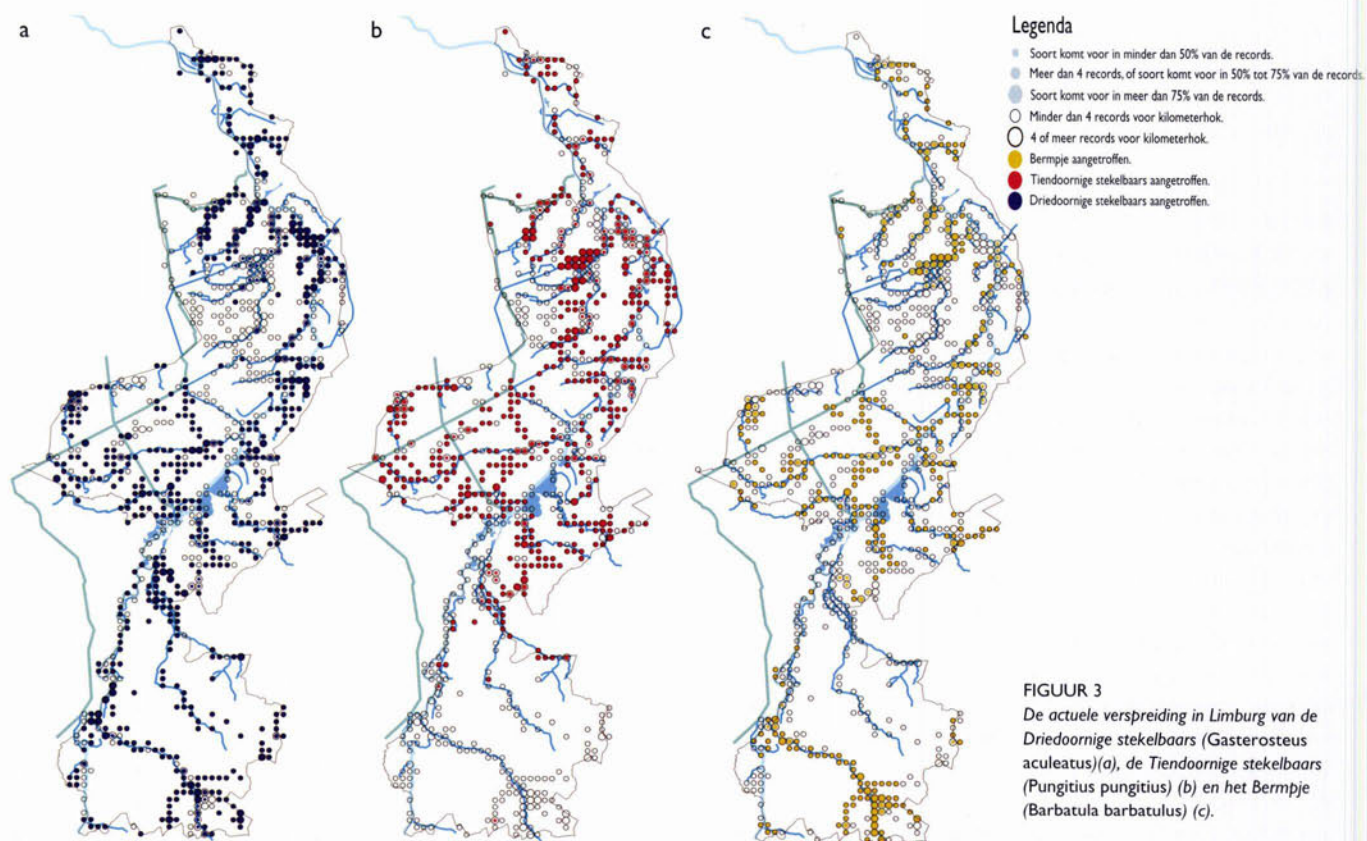 a
b
c
Legenda
Soort komt voor in minder dan 50% van de records.
Meer dan 4 records, of soort komt voor in 50% tot 75% van de records.
Soort komt voor in meer dan 75% van de records.
Minder dan 4 records voor kilometerhok.
4 of meer records voor kilometerhok.
Bermpje aangetroffen.
Tiendoornige stekelbaars aangetroffen.
Driedoornige stekelbaars aangetroffen.
FIGUUR 3
De actuele verspreiding in Limburg van de
Driedoornige stekelbaars (Gasterosteus
aculeatus)(a), de Tiendoornige stekelbaars
(Pungitius pungitius) (b) en het Bermpje
(Barbatula barbatulus) (c).